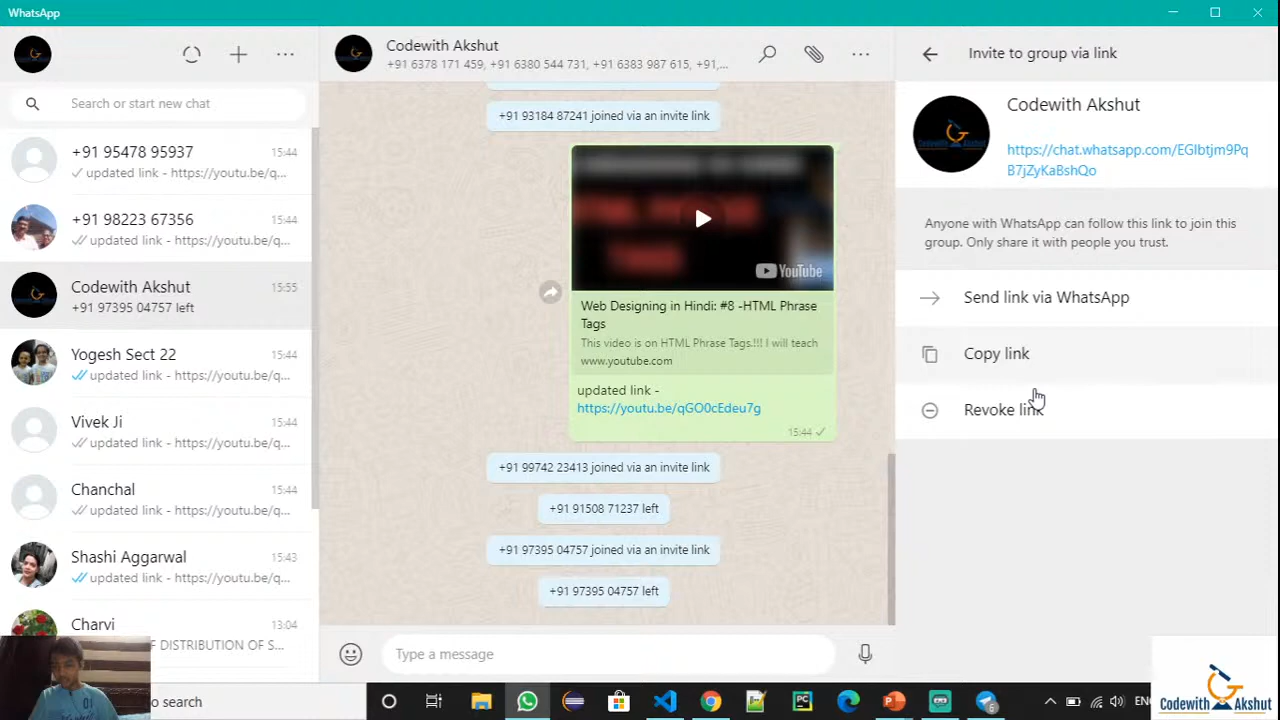 WhatsApp
Search or start new chat
+91 95478 95937
15:44
updated link - https://youtu.be/q...
+91 98223 67356
15:44
updated link - https://youtu.be/q...
Codewith Akshut
15:55
+91 97395 04757 left
Yogesh Sect 22
15:44
updated link - https://youtu.be/q...
Vivek Ji
15:44
updated link - https://youtu.be/q...
Chanchal
15:44
updated link - https://youtu.be/q...
Shashi Aggarwal
15:43
updated link - https://youtu.be/q...
Charvi
13:04
OF DISTRIBUTION OF S...
Codewith Akshut
+91 6378 171 459, +91 6380 544 731, +91 6383 987 615, +91,...
+91 93184 87241 joined via an invite link
YouTube
Web Designing in Hindi: #8 -HTML Phrase
Tags
This video is on HTML Phrase Tags.!!! I will teach
www.youtube.com
updated link -
https://youtu.be/qGO0cEdeu7g
15:44
+91 99742 23413 joined via an invite link
+91 91508 71237 left
+91 97395 04757 joined via an invite link
+91 97395 04757 left
Type a message
Invite to group via link
Codewith Akshut
https://chat.whatsapp.com/EGIbtjm9Pq
B7jZyKaBshQo
Anyone with WhatsApp can follow this link to join this
group. Only share it with people you trust.
Send link via WhatsApp
Copy link
Revoke link
to search
ENG
Codewith Akshut